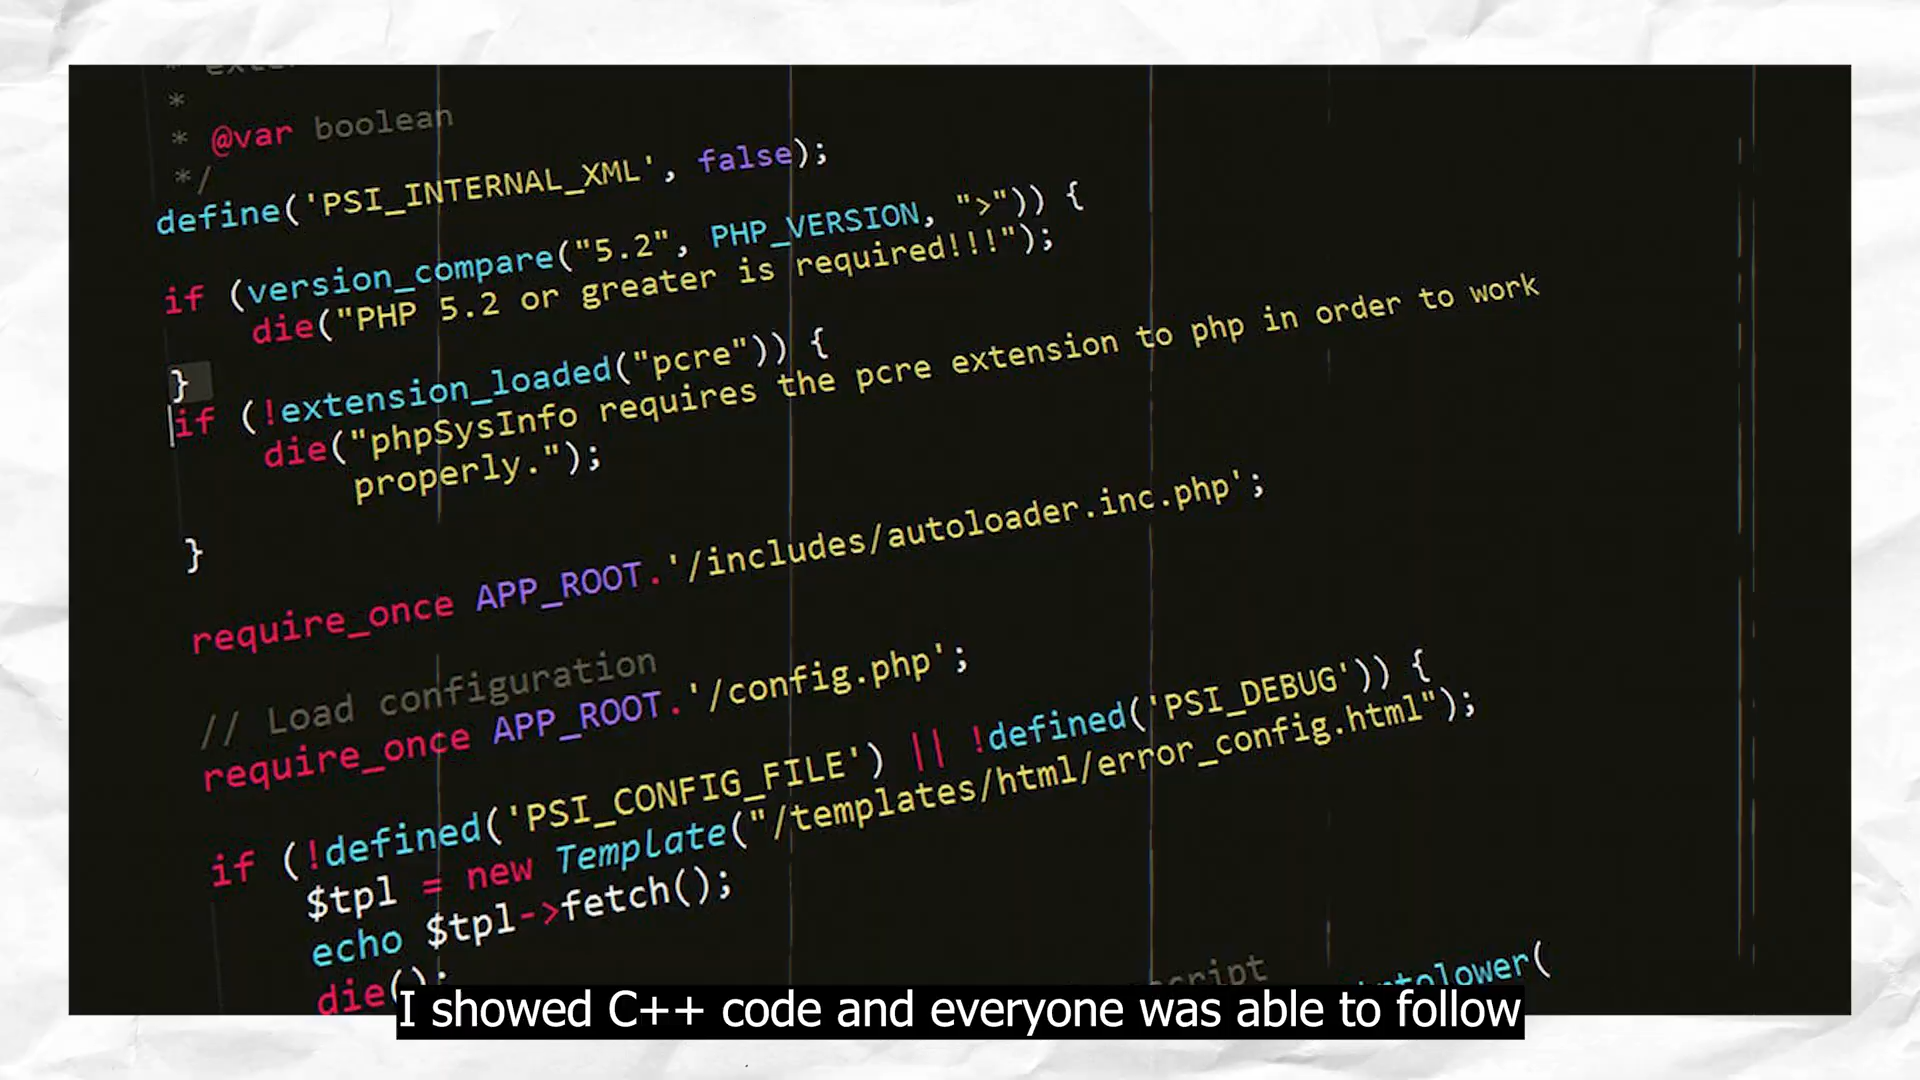 *
* @var boolean
*/
define('PSI_INTERNAL_XML', false);
if (version_compare("5.2", PHP_VERSION, ">")) {
die("PHP 5.2 or greater is required!!!");
}
if (!extension_loaded("pcre")) {
die("phpSysInfo requires the pcre extension to php in order to work
properly.");
}
require_once APP_ROOT.'/includes/autoloader.inc.php';
// Load configuration
require_once APP_ROOT.'/config.php';
if (!defined('PSI_CONFIG_FILE') || !defined('PSI_DEBUG')) {
$tpl = new Template("/templates/html/error_config.html");
echo $tpl->fetch();
die();
I showed C++ code and everyone was able to follow